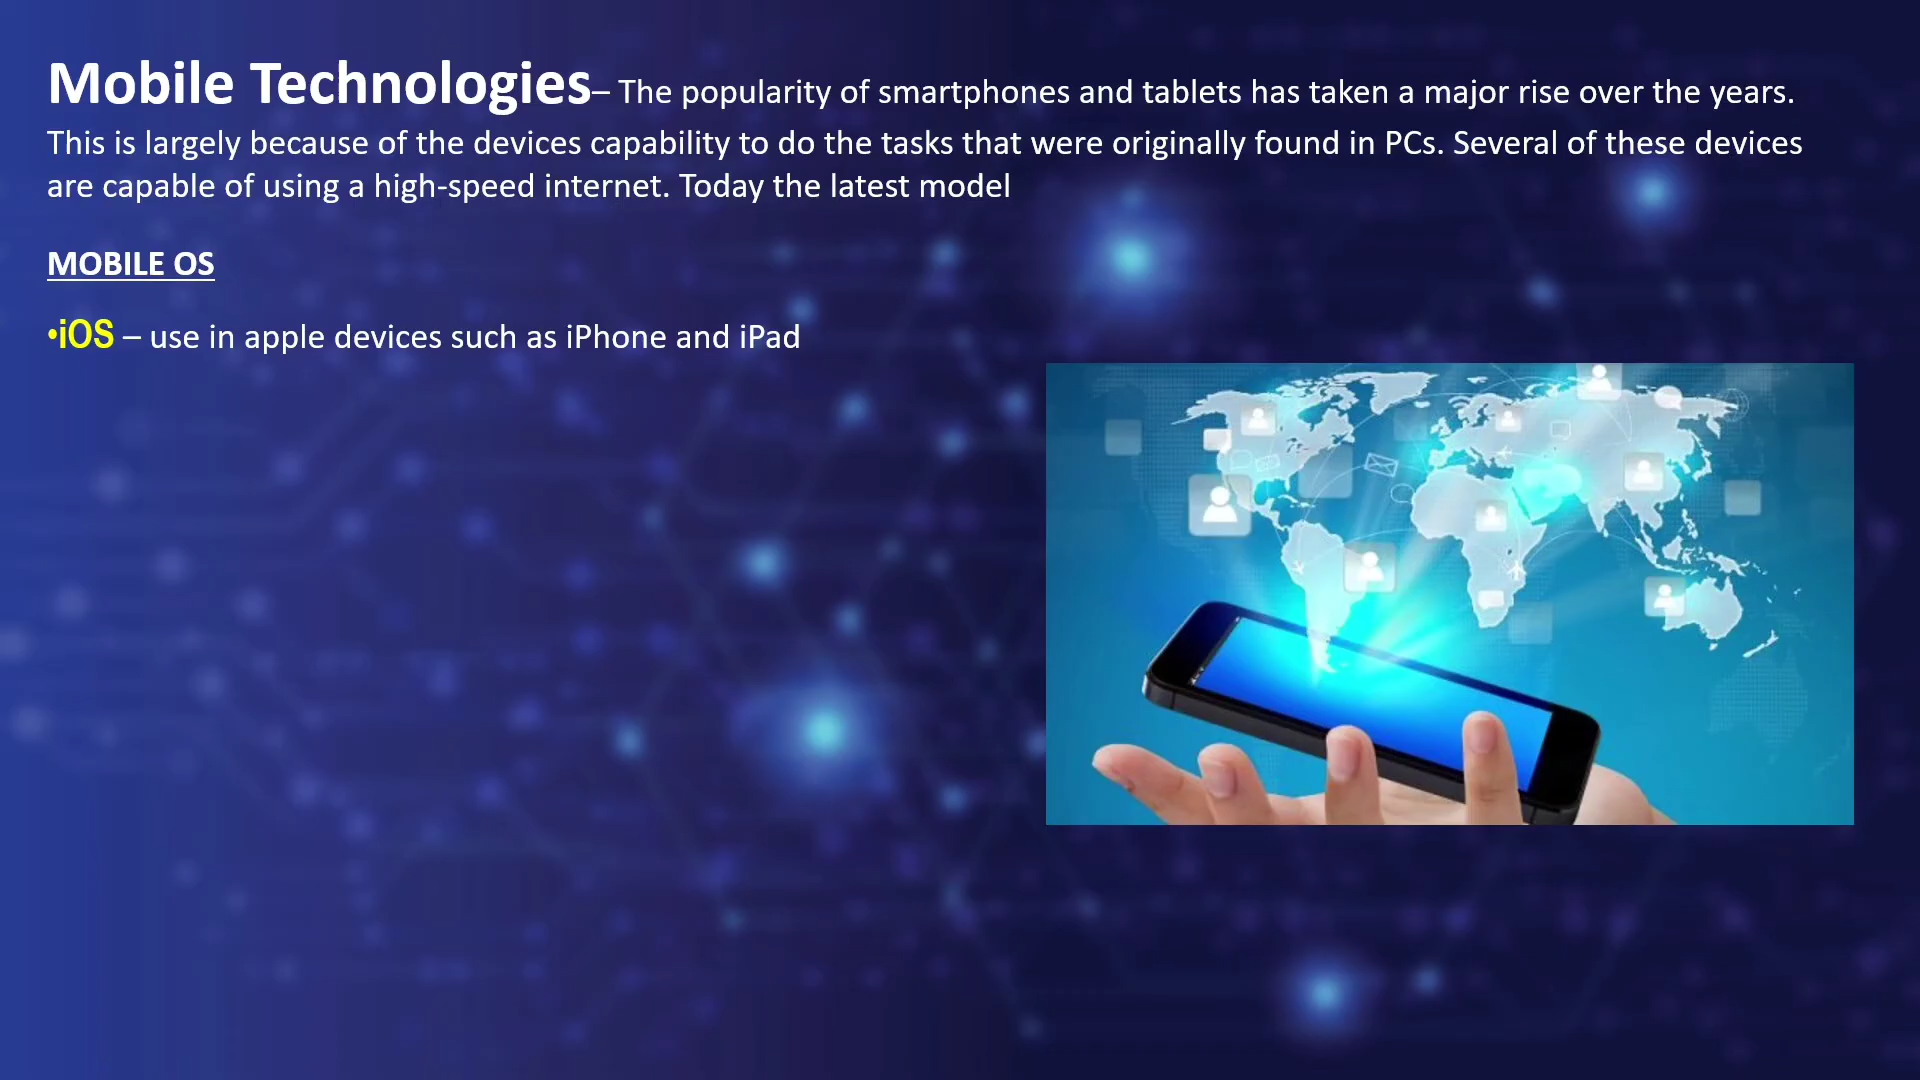 Mobile Technologies– The popularity of smartphones and tablets has taken a major rise over the years.
This is largely because of the devices capability to do the tasks that were originally found in PCs. Several of these devices
are capable of using a high-speed internet. Today the latest model
MOBILE OS
•iOS – use in apple devices such as iPhone and iPad